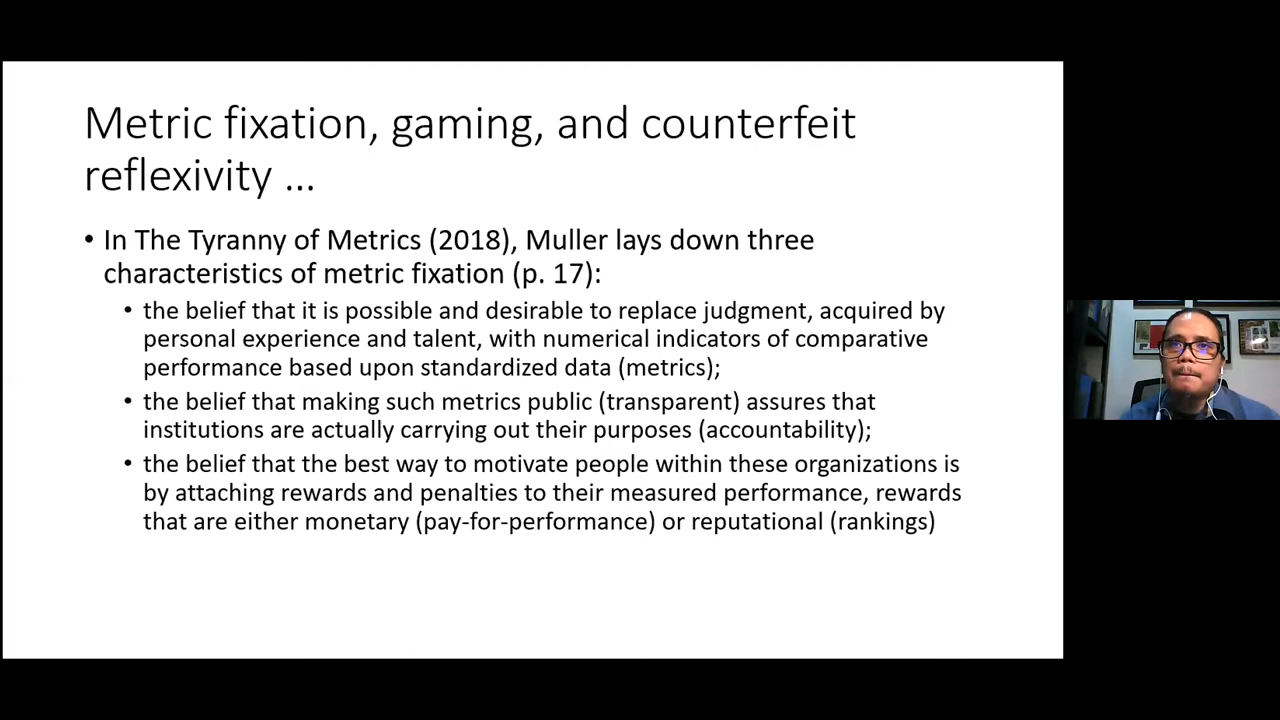 Metric fixation, gaming, and counterfeit
reflexivity ...
• In The Tyranny of Metrics (2018), Muller lays down three
characteristics of metric fixation (p. 17):
• the belief that it is possible and desirable to replace judgment, acquired by
personal experience and talent, with numerical indicators of comparative
performance based upon standardized data (metrics);
• the belief that making such metrics public (transparent) assures that
institutions are actually carrying out their purposes (accountability);
• the belief that the best way to motivate people within these organizations is
by attaching rewards and penalties to their measured performance, rewards
that are either monetary (pay-for-performance) or reputational (rankings)